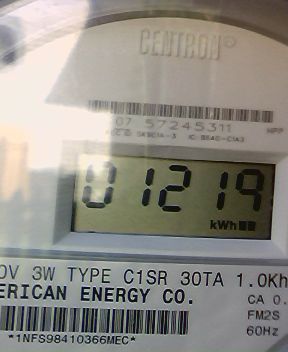 CENTRON®
07 57245311 HPP
01219
kWh
0V 3W TYPE C1SR 30TA 1.0Kh
ERICAN ENERGY CO. CA 0.
FM2S
60Hz
*1NFS98410366MEC*